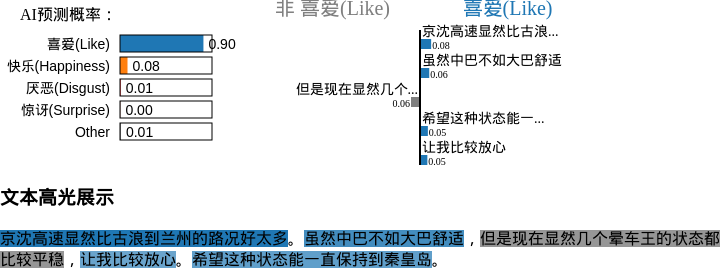 AI预测概率：
喜爱(Like) 0.90
快乐(Happiness) 0.08
厌恶(Disgust) 0.01
惊讶(Surprise) 0.00
Other 0.01
非 喜爱(Like) 喜爱(Like)
京沈高速显然比古浪...
0.08
虽然中巴不如大巴舒适
0.06
但是现在显然几个...
0.06
希望这种状态能一...
0.05
让我比较放心
0.05
文本高光展示
京沈高速显然比古浪到兰州的路况好太多。虽然中巴不如大巴舒适，但是现在显然几个晕车王的状态都
比较平稳，让我比较放心。希望这种状态能一直保持到秦皇岛。